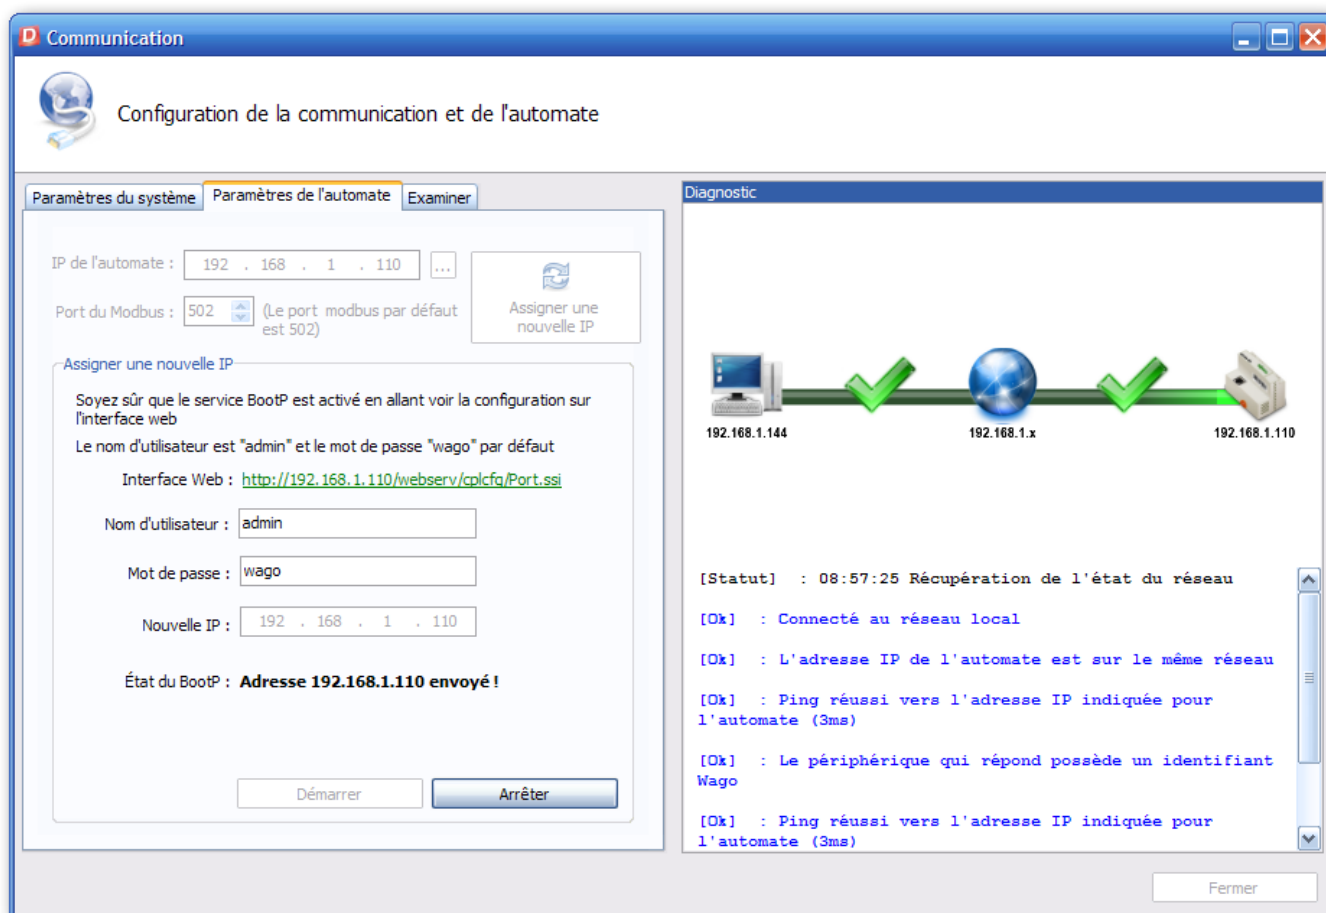 Communication
Configuration de la communication et de l'automate
Paramètres du système
Paramètres de l'automate
Examiner
IP de l'automate :
192 . 168 . 1 . 110
...
Port du Modbus :
502
(Le port modbus par défaut
est 502)
Assigner une
nouvelle IP
Assigner une nouvelle IP
Soyez sûr que le service BootP est activé en allant voir la configuration sur
l'interface web
Le nom d'utilisateur est "admin" et le mot de passe "wago" par défaut
Interface Web : http://192.168.1.110/webserv/cplcfg/Port.ssi
Nom d'utilisateur : admin
Mot de passe : wago
Nouvelle IP : 192 . 168 . 1 . 110
État du BootP : Adresse 192.168.1.110 envoyé !
Démarrer
Arrêter
Diagnostic
192.168.1.144
192.168.1.x
192.168.1.110
[Statut] : 08:57:25 Récupération de l'état du réseau
[Ok] : Connecté au réseau local
[Ok] : L'adresse IP de l'automate est sur le même réseau
[Ok] : Ping réussi vers l'adresse IP indiquée pour
l'automate (3ms)
[Ok] : Le périphérique qui répond possède un identifiant
Wago
[Ok] : Ping réussi vers l'adresse IP indiquée pour
l'automate (3ms)
Fermer